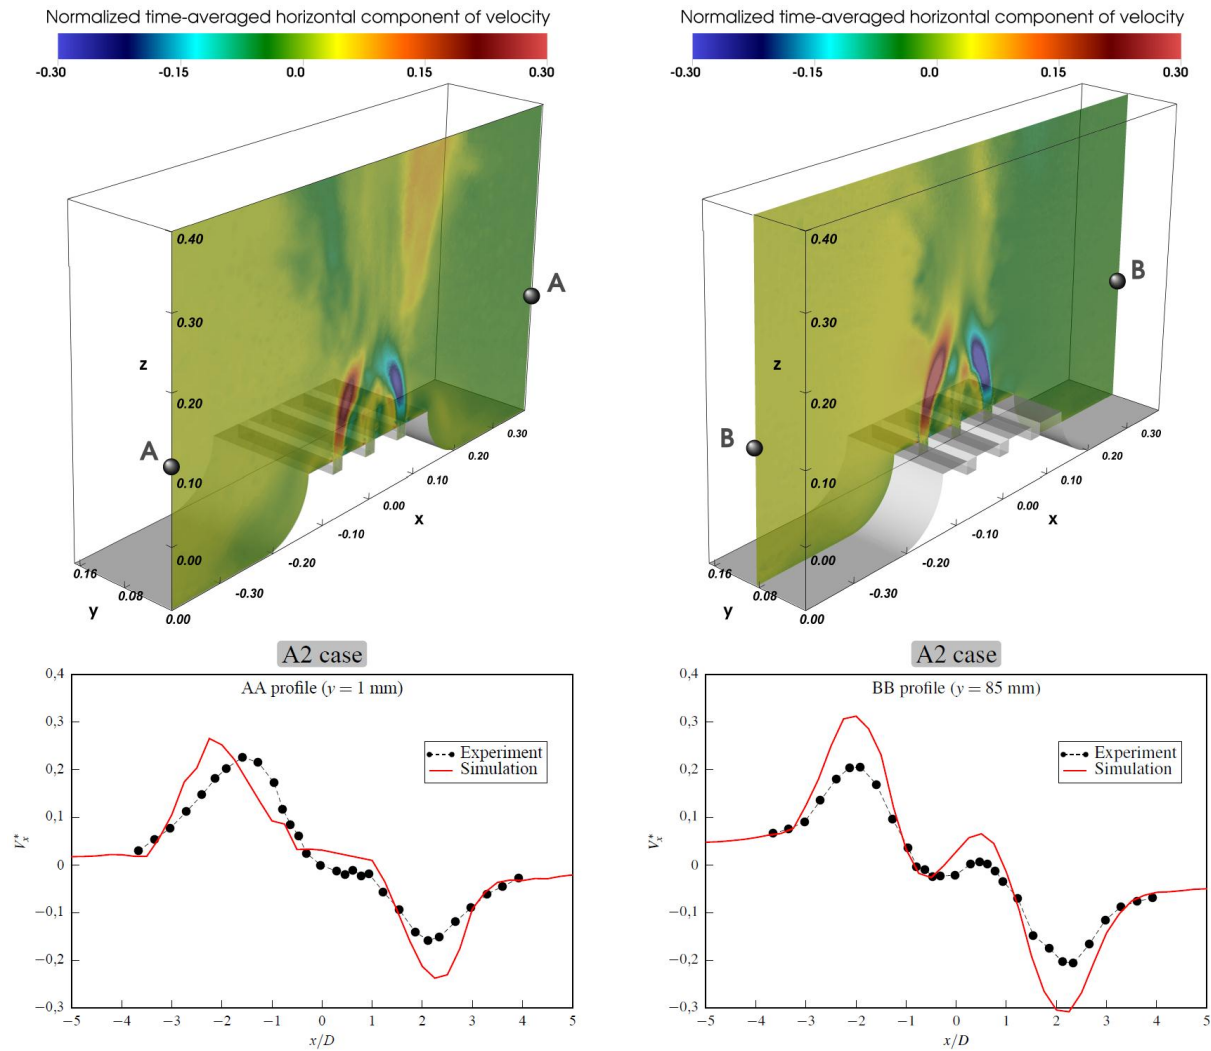 Normalized time-averaged horizontal component of velocity
-0.30 -0.15 0.0 0.15 0.30
A
A
z
0.40
0.30
0.20
0.10
0.00
x
0.30
0.20
0.10
0.00
-0.10
-0.20
-0.30
y
0.16
0.08
0.00
Normalized time-averaged horizontal component of velocity
-0.30 -0.15 0.0 0.15 0.30
B
B
z
0.40
0.30
0.20
0.10
0.00
x
0.30
0.20
0.10
0.00
-0.10
-0.20
-0.30
y
0.16
0.08
0.00
A2 case
AA profile (y = 1 mm)
Experiment
Simulation
V*x
0,4
0,3
0,2
0,1
0
−0,1
−0,2
−0,3
−5 −4 −3 −2 −1 0 1 2 3 4 5
x/D
A2 case
BB profile (y = 85 mm)
Experiment
Simulation
V*x
0,4
0,3
0,2
0,1
0
−0,1
−0,2
−0,3
−5 −4 −3 −2 −1 0 1 2 3 4 5
x/D